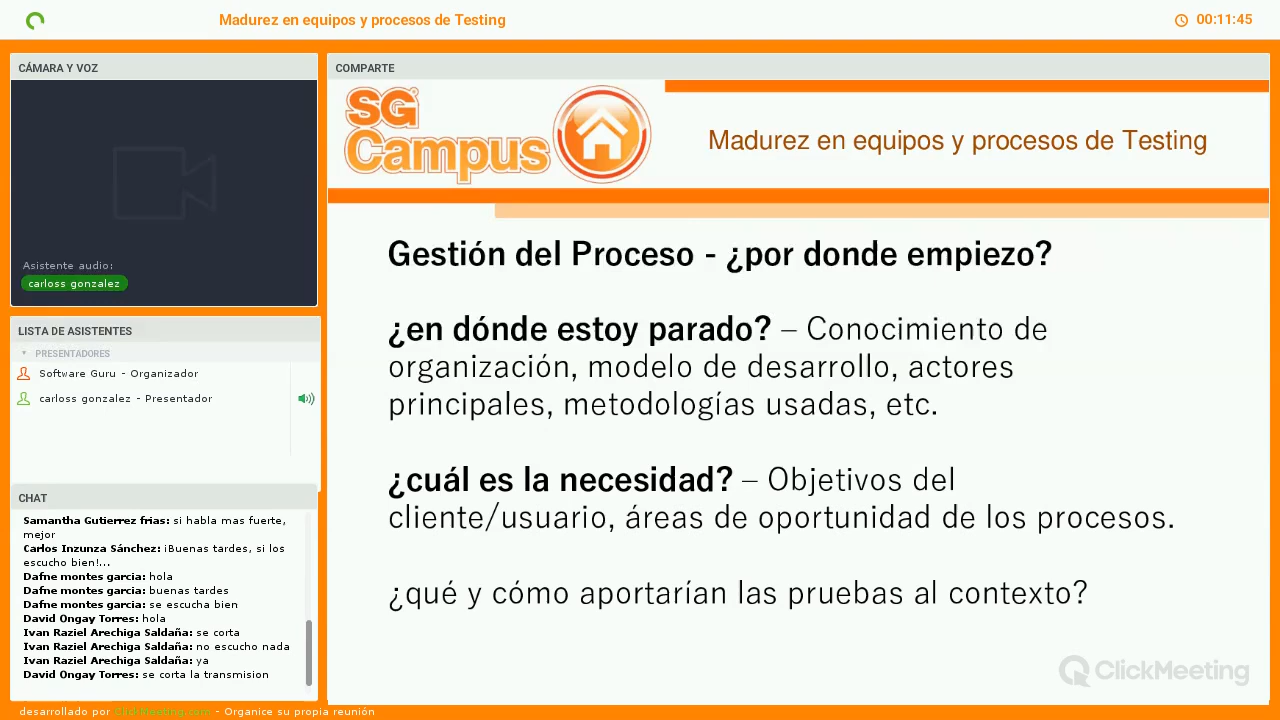 Madurez en equipos y procesos de Testing
00:11:45
CÁMARA Y VOZ
Asistente audio:
carloss gonzalez
LISTA DE ASISTENTES
PRESENTADORES
Software Guru - Organizador
carloss gonzalez - Presentador
CHAT
Samantha Gutierrez frias: si habla mas fuerte,
mejor
Carlos Inzunza Sánchez: ¡Buenas tardes, si los
escucho bien!...
Dafne montes garcia: hola
Dafne montes garcia: buenas tardes
Dafne montes garcia: se escucha bien
David Ongay Torres: hola
Ivan Raziel Arechiga Saldaña: se corta
Ivan Raziel Arechiga Saldaña: no escucho nada
Ivan Raziel Arechiga Saldaña: ya
David Ongay Torres: se corta la transmision
desarrollado por ClickMeeting.com - Organice su propia reunión
COMPARTE
SG
Campus
Madurez en equipos y procesos de Testing
Gestión del Proceso - ¿por donde empiezo?
¿en dónde estoy parado? – Conocimiento de
organización, modelo de desarrollo, actores
principales, metodologías usadas, etc.
¿cuál es la necesidad? – Objetivos del
cliente/usuario, áreas de oportunidad de los procesos.
¿qué y cómo aportarían las pruebas al contexto?
ClickMeeting